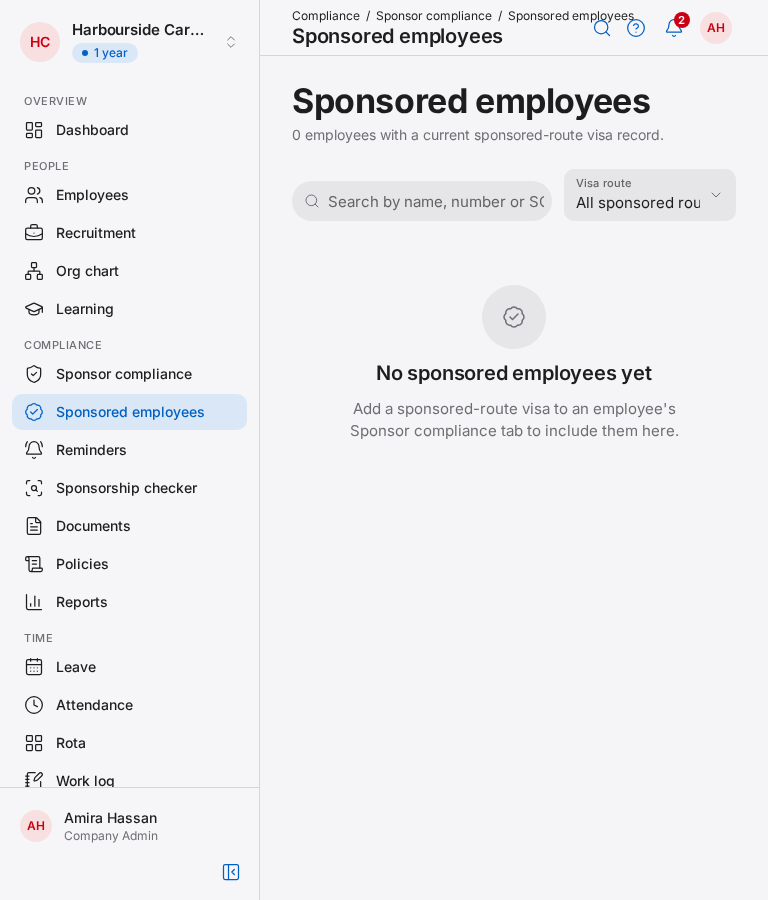 HC
Harbourside Car...
1 year
OVERVIEW
Dashboard
PEOPLE
Employees
Recruitment
Org chart
Learning
COMPLIANCE
Sponsor compliance
Sponsored employees
Reminders
Sponsorship checker
Documents
Policies
Reports
TIME
Leave
Attendance
Rota
Work log
AH
Amira Hassan
Company Admin
Compliance / Sponsor compliance / Sponsored employees
Sponsored employees
2
AH
Sponsored employees
0 employees with a current sponsored-route visa record.
Search by name, number or SO
Visa route
All sponsored rou
No sponsored employees yet
Add a sponsored-route visa to an employee's
Sponsor compliance tab to include them here.